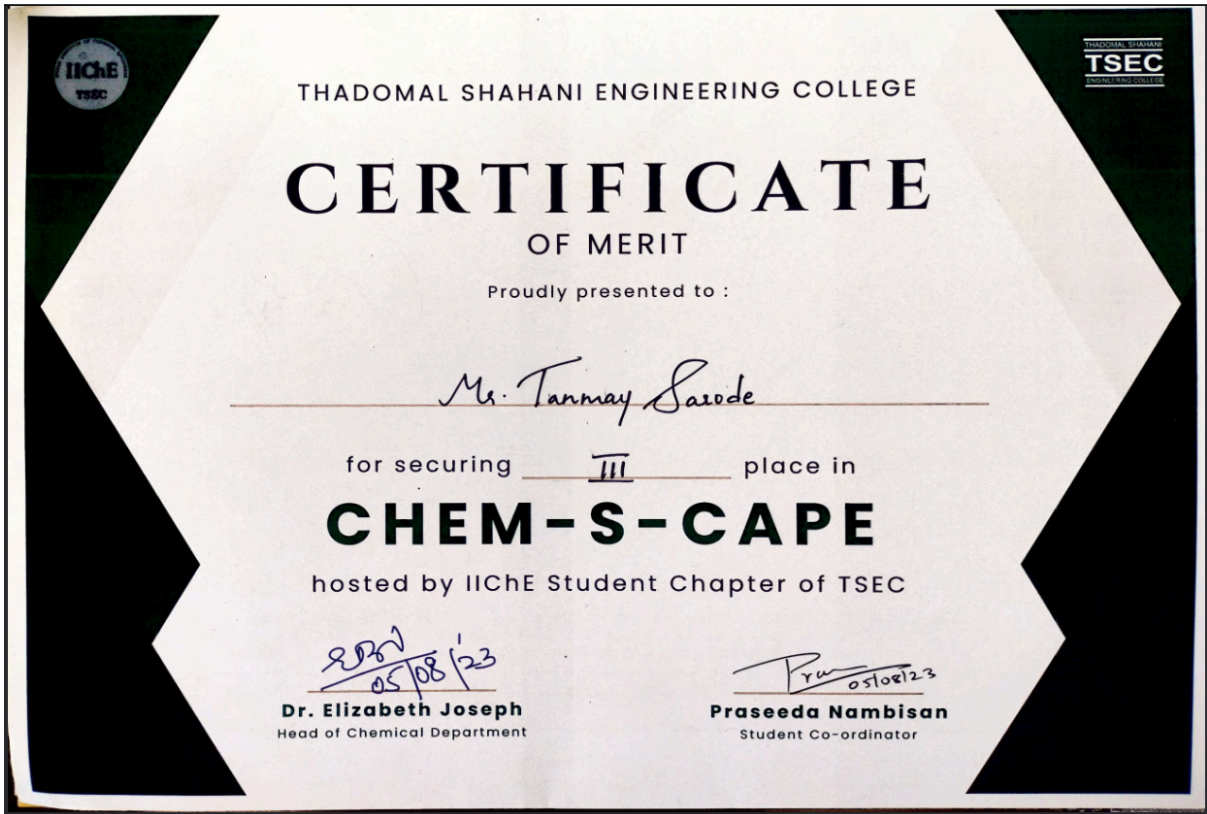 IIChE
TSEC
THADOMAL SHAHANI
TSEC
ENGINEERING COLLEGE
THADOMAL SHAHANI ENGINEERING COLLEGE
CERTIFICATE
OF MERIT
Proudly presented to :
Mr. Tanmay Sarode
for securing III place in
CHEM-S-CAPE
hosted by IIChE Student Chapter of TSEC
05/08/23
05/08/23
Dr. Elizabeth Joseph
Praseeda Nambisan
Head of Chemical Department
Student Co-ordinator